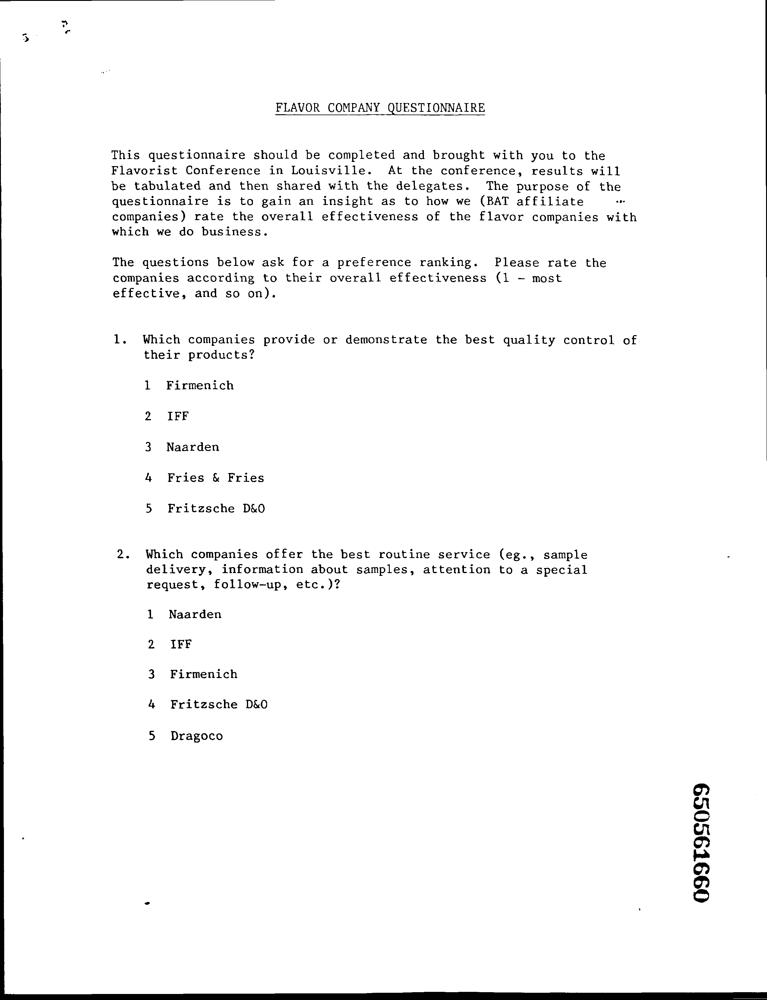 FLAVOR COMPANY QUESTIONNAIRE
This questionnaire should be completed and brought with you to the
Flavorist Conference in Louisville. At the conference, results will
be tabulated and then shared with the delegates. The purpose of the
questionnaire is to gain an insight as to how we (BAT affiliate
companies) rate the overall effectiveness of the flavor companies with
which we do business.
The questions below ask for a preference ranking. Please rate the
companies according to their overall effectiveness (1 - most
effective, and so on).
1. Which companies provide or demonstrate the best quality control of
their products?
1 Firmenich
2 IFF
3 Naarden
4 Fries & Fries
5 Fritzsche D&O
2. Which companies offer the best routine service (eg., sample
delivery, information about samples, attention to a special
request, follow-up, etc.)?
1 Naarden
2 IFF
3 Firmenich
4 Fritzsche D&O
5 Dragoco
650561660